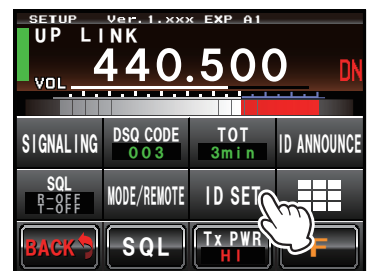 SETUP Ver.1.xxx EXP A1
UP LINK
VOL 440.500 DN
SIGNALING DSQ CODE TOT ID ANNOUNCE
003 3min
SQL MODE/REMOTE ID SET
R-OFF
T-OFF
BACK SQL Tx PWR F
HI